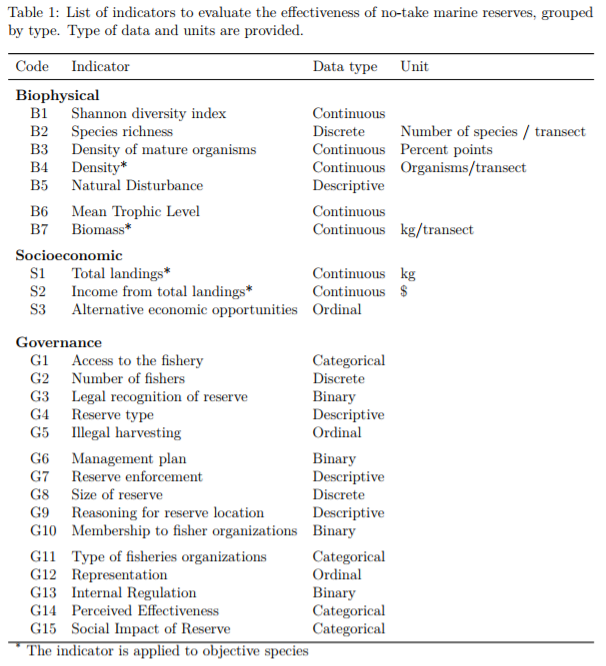 Table 1: List of indicators to evaluate the effectiveness of no-take marine reserves, grouped
by type. Type of data and units are provided.
Code Indicator Data type Unit
Biophysical
B1 Shannon diversity index Continuous
B2 Species richness Discrete Number of species / transect
B3 Density of mature organisms Continuous Percent points
B4 Density* Continuous Organisms/transect
B5 Natural Disturbance Descriptive
B6 Mean Trophic Level Continuous
B7 Biomass* Continuous kg/transect
Socioeconomic
S1 Total landings* Continuous kg
S2 Income from total landings* Continuous $
S3 Alternative economic opportunities Ordinal
Governance
G1 Access to the fishery Categorical
G2 Number of fishers Discrete
G3 Legal recognition of reserve Binary
G4 Reserve type Descriptive
G5 Illegal harvesting Ordinal
G6 Management plan Binary
G7 Reserve enforcement Descriptive
G8 Size of reserve Discrete
G9 Reasoning for reserve location Descriptive
G10 Membership to fisher organizations Binary
G11 Type of fisheries organizations Categorical
G12 Representation Ordinal
G13 Internal Regulation Binary
G14 Perceived Effectiveness Categorical
G15 Social Impact of Reserve Categorical
* The indicator is applied to objective species